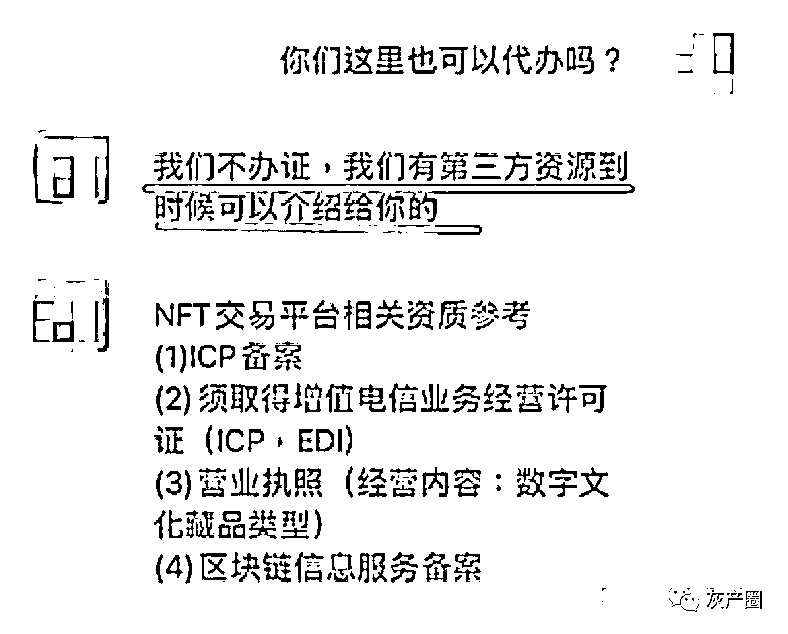 你们这里也可以代办吗？
我们不办证，我们有第三方资源到
时候可以介绍给你的
NFT交易平台相关资质参考
(1)ICP备案
(2)须取得增值电信业务经营许可
证（ICP，EDI）
(3)营业执照（经营内容：数字文
化藏品类型）
(4)区块链信息服务备案
灰产圈